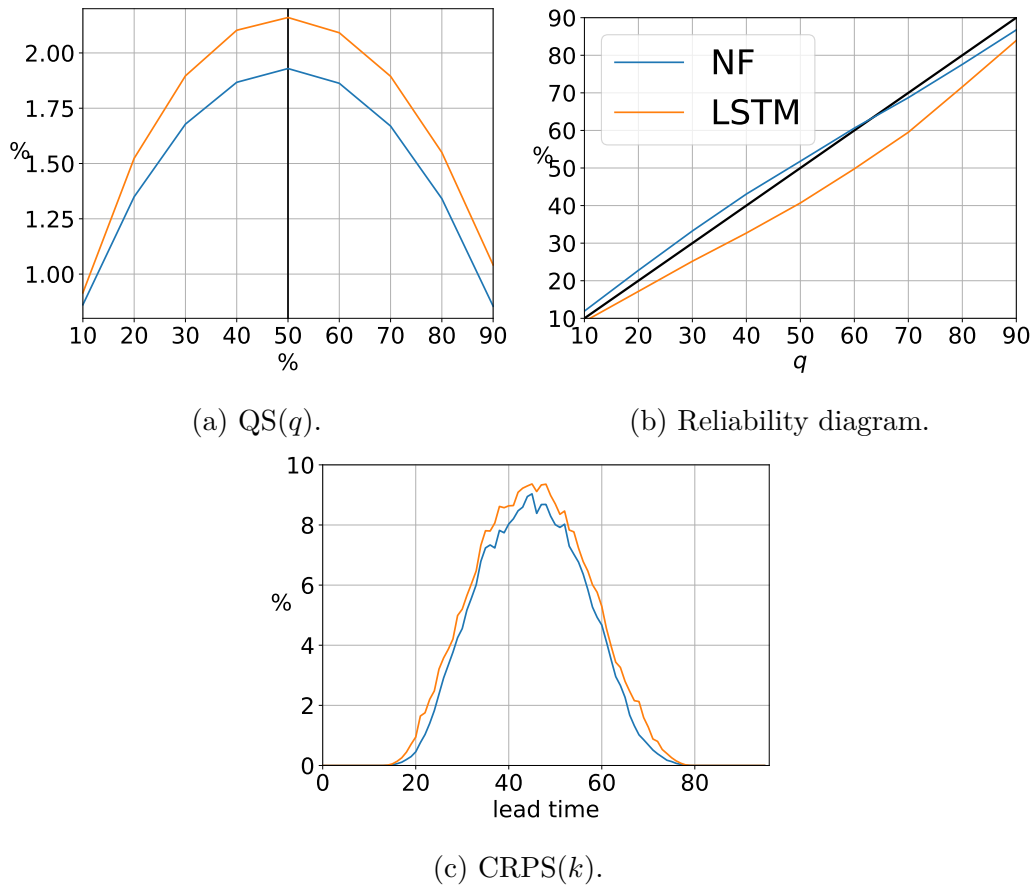 2.00
1.75
1.50
1.25
1.00
%
10 20 30 40 50 60 70 80 90
%
(a) QS(q).
90
80
70
60
50
40
30
20
10
%
NF
LSTM
10 20 30 40 50 60 70 80 90
q
(b) Reliability diagram.
10
8
6
4
2
0
%
0 20 40 60 80
lead time
(c) CRPS(k).